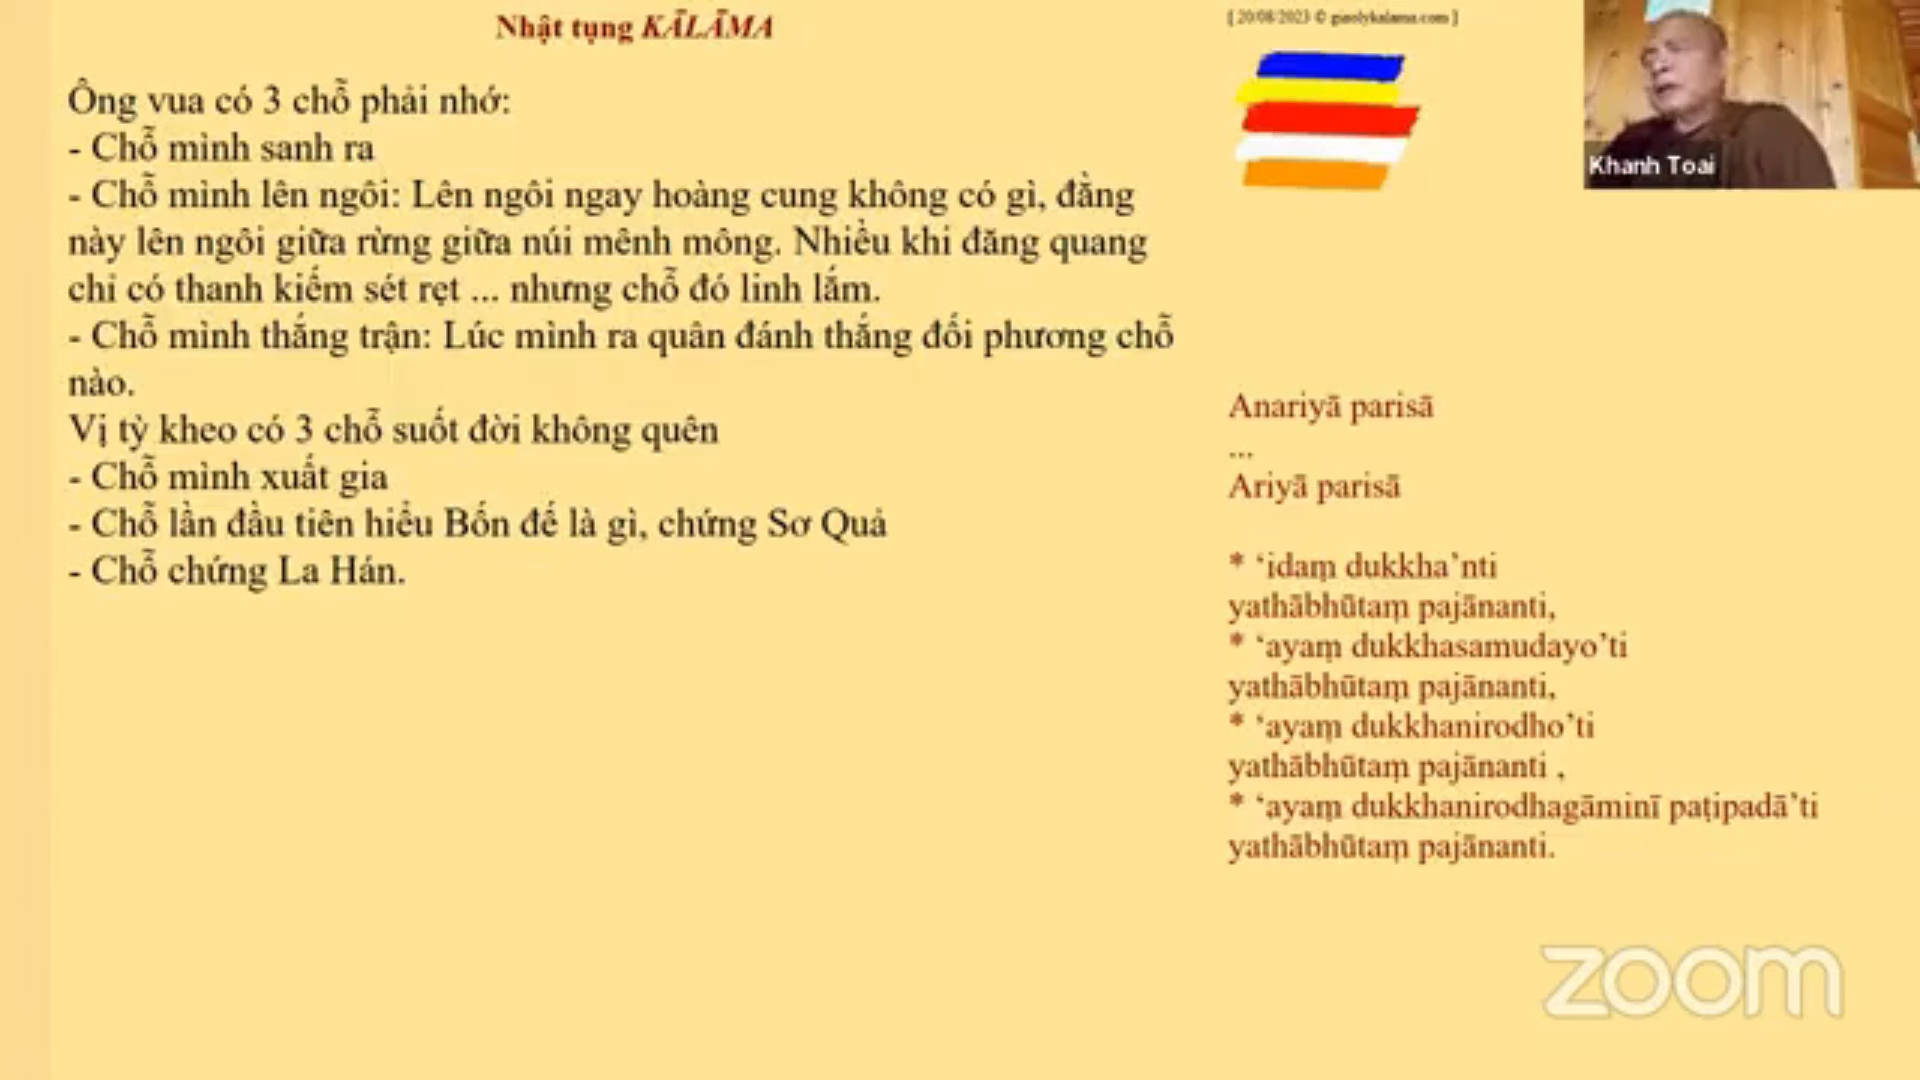 Nhật tụng KĀLĀMA
[ 20/08/2023 © giaolykalama.com ]
Ông vua có 3 chỗ phải nhớ:
- Chỗ mình sanh ra
- Chỗ mình lên ngôi: Lên ngôi ngay hoàng cung không có gì, đằng
này lên ngôi giữa rừng giữa núi mênh mông. Nhiều khi đăng quang
chỉ có thanh kiếm sét rẹt ... nhưng chỗ đó linh lắm.
- Chỗ mình thắng trận: Lúc mình ra quân đánh thắng đối phương chỗ
nào.
Vị tỳ kheo có 3 chỗ suốt đời không quên
- Chỗ mình xuất gia
- Chỗ lần đầu tiên hiểu Bốn đế là gì, chứng Sơ Quả
- Chỗ chứng La Hán.
Khanh Toai
Anariyā parisā
...
Ariyā parisā
* ‘idaṃ dukkha’nti
yathābhūtaṃ pajānanti,
* ‘ayaṃ dukkhasamudayo’ti
yathābhūtaṃ pajānanti,
* ‘ayaṃ dukkhanirodho’ti
yathābhūtaṃ pajānanti ,
* ‘ayaṃ dukkhanirodhagāminī paṭipadā’ti
yathābhūtaṃ pajānanti.
zoom